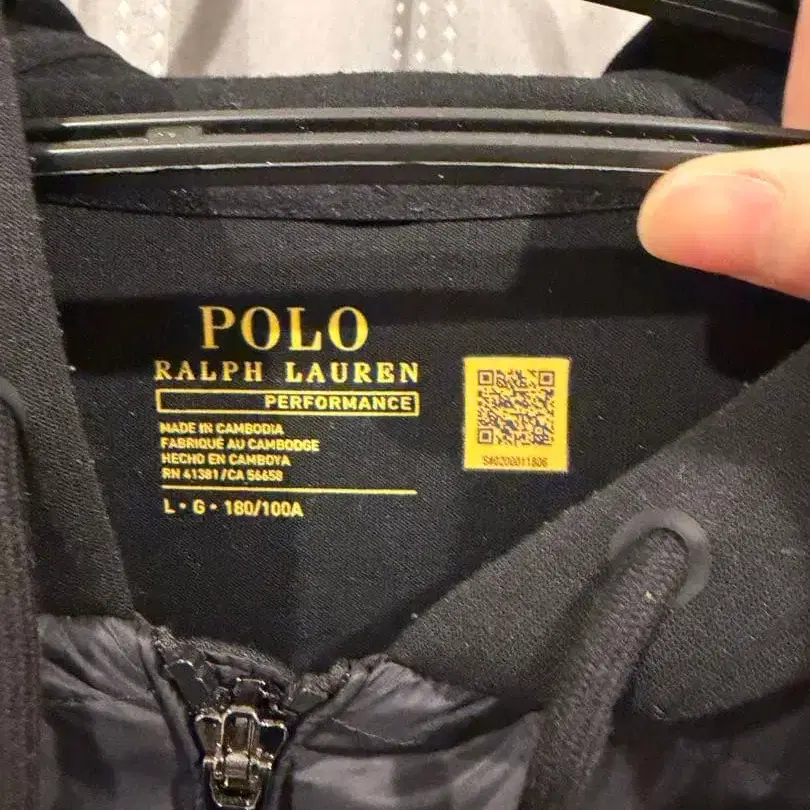 POLO
RALPH LAUREN
PERFORMANCE
MADE IN CAMBODIA
FABRIQUÉ AU CAMBODGE
HECHO EN CAMBOYA
RN 41381/CA 56658
L • G • 180/100A
S#0200011806